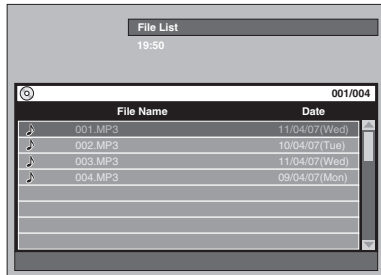 File List
19:50
001/004
File Name Date
001.MP3 11/04/07(Wed)
002.MP3 10/04/07(Tue)
003.MP3 11/04/07(Wed)
004.MP3 09/04/07(Mon)